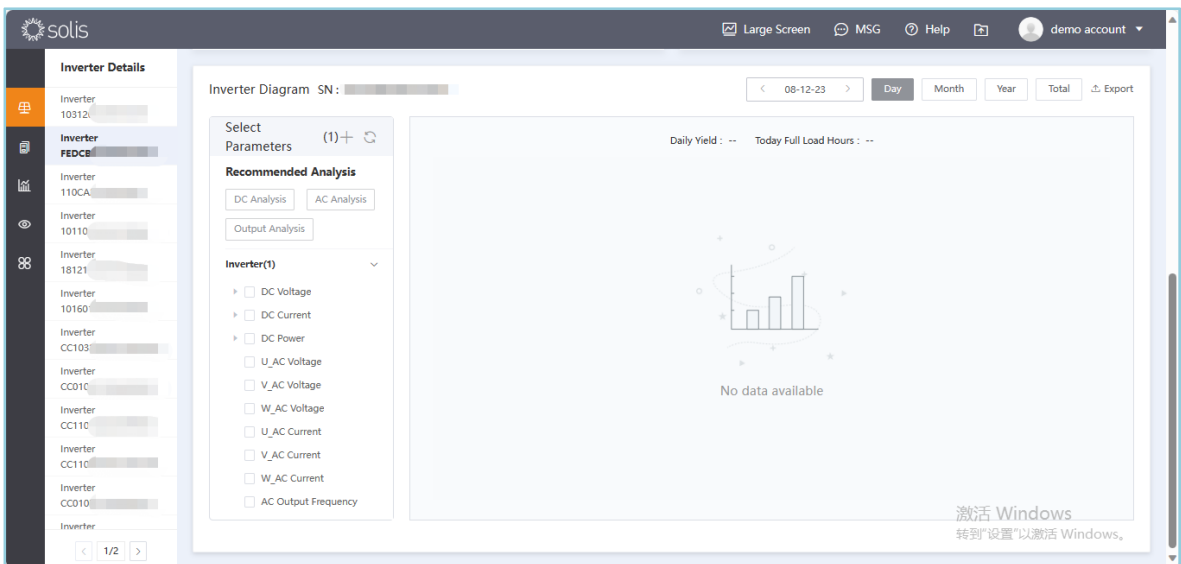 solis
Large Screen
MSG
Help
demo account
Inverter Details
Inverter
10312
Inverter
FEDCB
Inverter
110CA
Inverter
10110
Inverter
18121
Inverter
10160
Inverter
CC103
Inverter
CC010
Inverter
CC110
Inverter
CC110
Inverter
CC010
Inverter
1/2
Inverter Diagram SN :
08-12-23
Day
Month
Year
Total
Export
Select
Parameters
(1)
Recommended Analysis
DC Analysis
AC Analysis
Output Analysis
Inverter(1)
DC Voltage
DC Current
DC Power
U_AC Voltage
V_AC Voltage
W_AC Voltage
U_AC Current
V_AC Current
W_AC Current
AC Output Frequency
Daily Yield : -- Today Full Load Hours : --
No data available
激活 Windows
转到"设置"以激活 Windows。